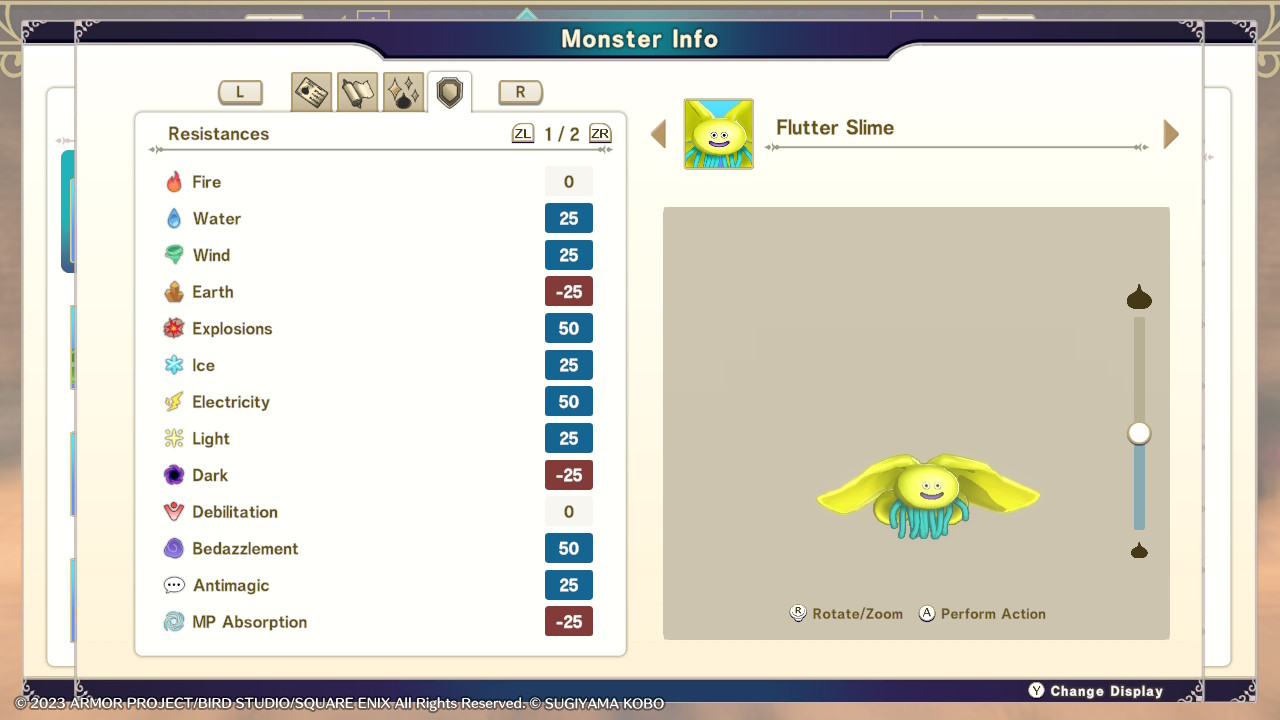 Monster Info
L
R
Resistances ZL 1 / 2 ZR
Fire 0
Water 25
Wind 25
Earth -25
Explosions 50
Ice 25
Electricity 50
Light 25
Dark -25
Debilitation 0
Bedazzlement 50
Antimagic 25
MP Absorption -25
Flutter Slime
R Rotate/Zoom A Perform Action
Y Change Display
© 2023 ARMOR PROJECT/BIRD STUDIO/SQUARE ENIX All Rights Reserved. © SUGIYAMA KOBO